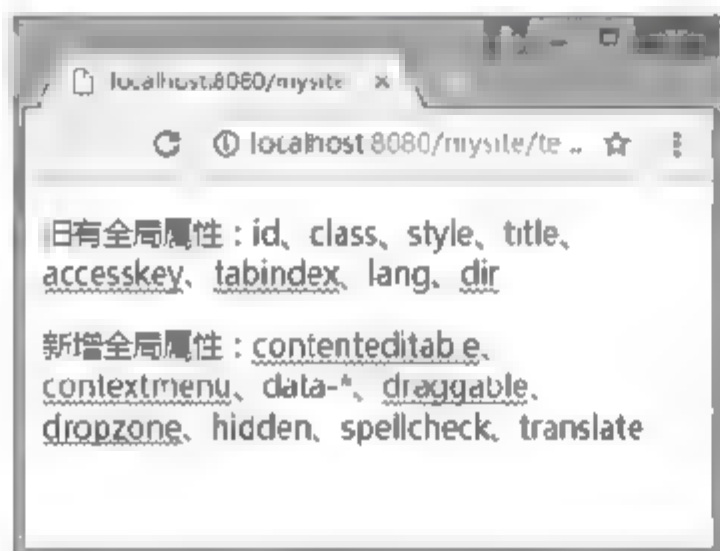 localhost:8080/mysite
localhost:8080/mysite/te ..
旧有全局属性：id、class、style、title、
accesskey、tabindex、lang、dir
新增全局属性：contenteditab e、
contextmenu、data-*、draggable、
dropzone、hidden、spellcheck、translate